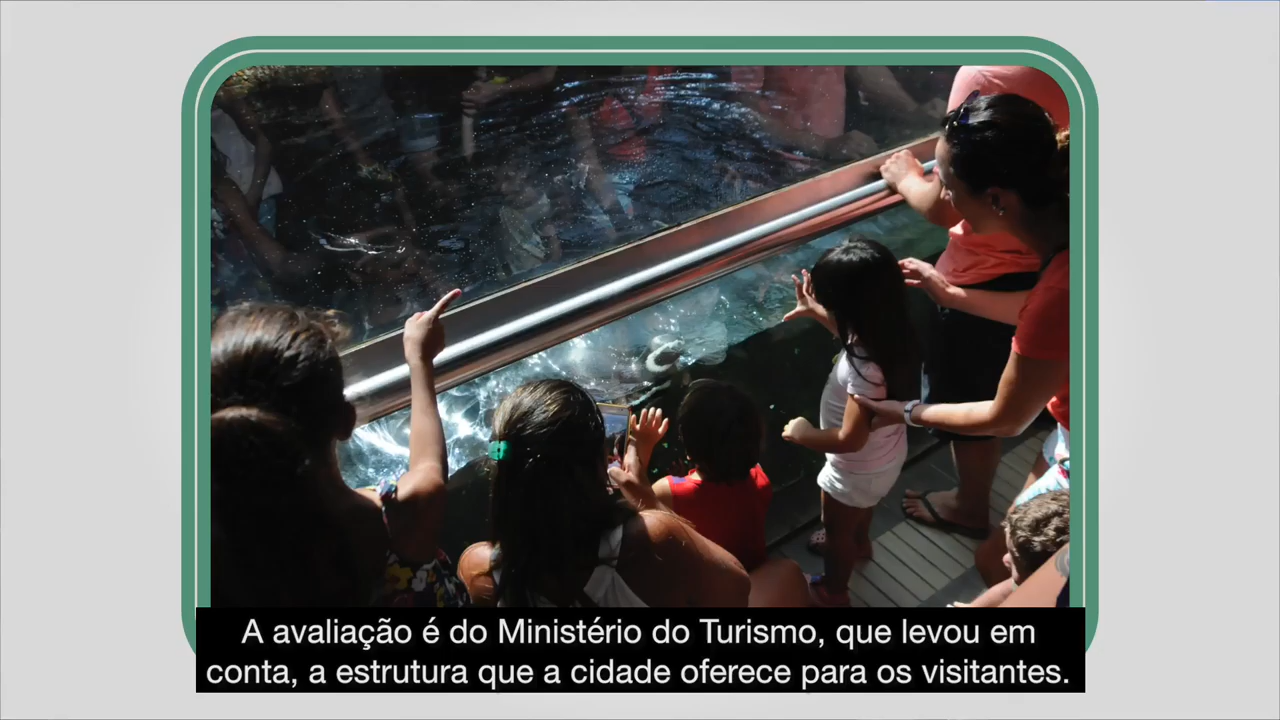 A avaliação é do Ministério do Turismo, que levou em
conta, a estrutura que a cidade oferece para os visitantes.